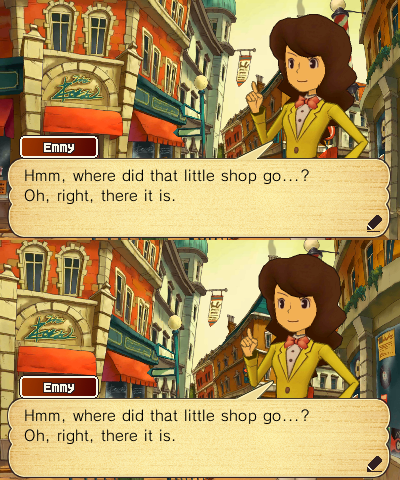 Emmy
Hmm, where did that little shop go...?
Oh, right, there it is.
Emmy
Hmm, where did that little shop go...?
Oh, right, there it is.